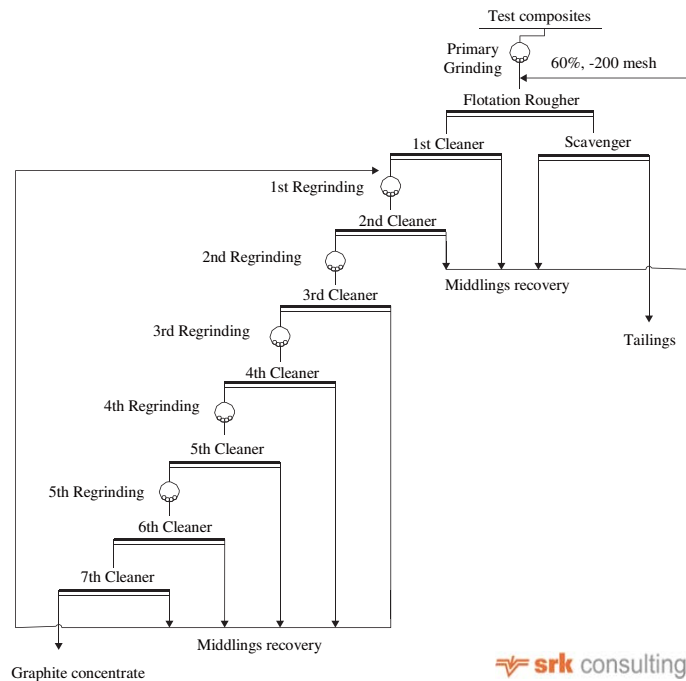 Test composites
Primary
Grinding
60%, -200 mesh
Flotation Rougher
1st Cleaner
Scavenger
1st Regrinding
2nd Cleaner
2nd Regrinding
Middlings recovery
3rd Cleaner
3rd Regrinding
Tailings
4th Cleaner
4th Regrinding
5th Cleaner
5th Regrinding
6th Cleaner
7th Cleaner
Middlings recovery
Graphite concentrate
srk consulting